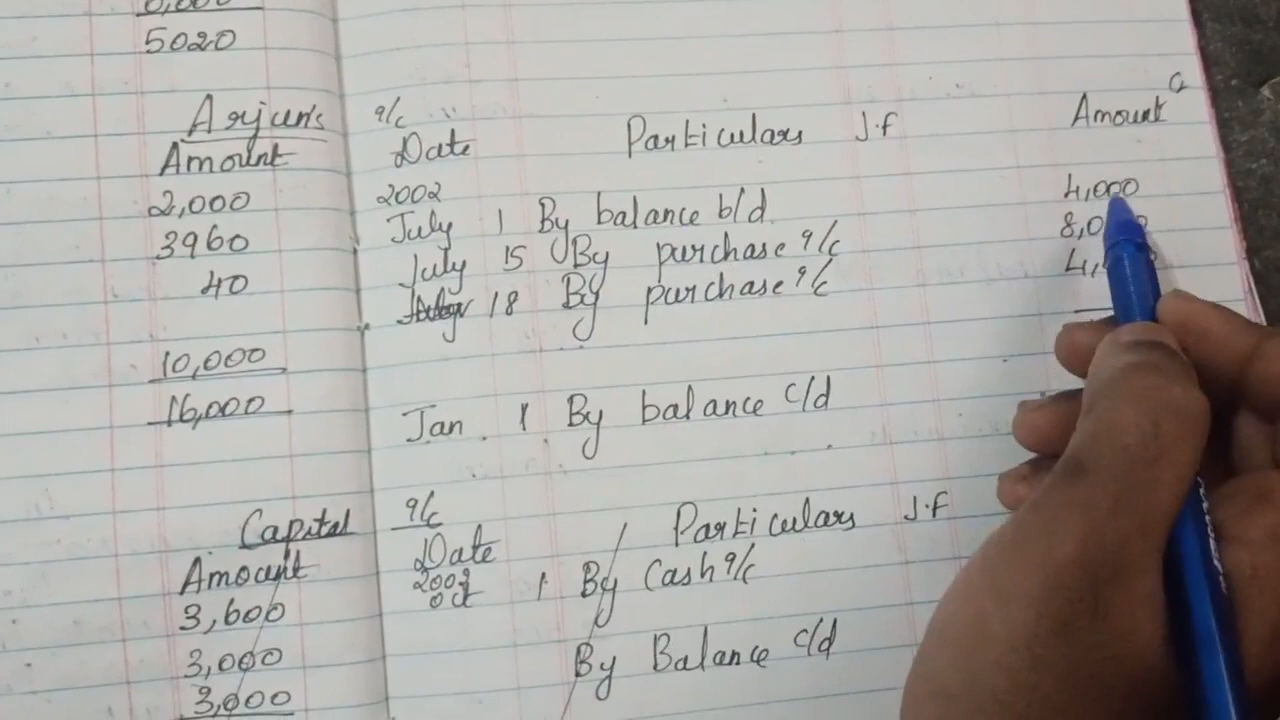 5020
Arjun's a/c
Amount Date Particulars J.f Amount
2,000 2002
July 1 By balance b/d 4,000
3960 July 15 By purchase a/c
40 18 By purchase a/c
10,000
16,000
Jan. 1 By balance c/d
Capital a/c
Amount Date Particulars J.F
3,600 Oct 1 By Cash a/c
3,000 By Balance c/d
3,000